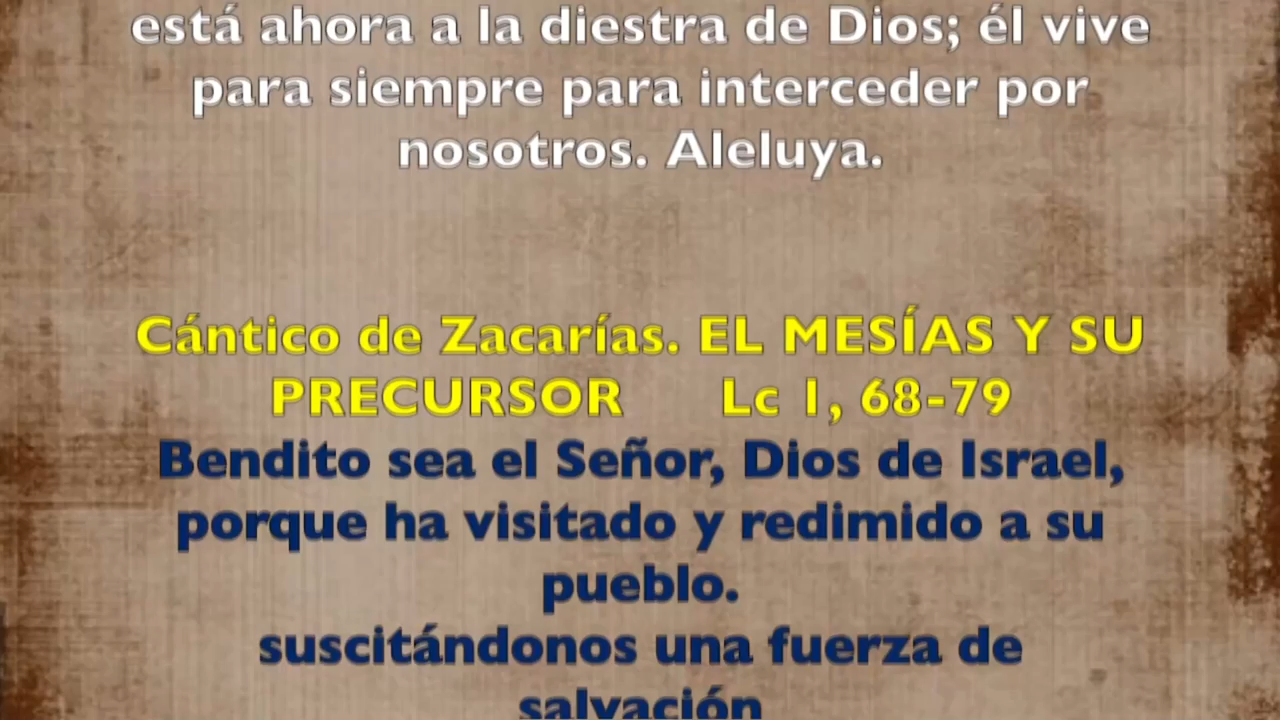 está ahora a la diestra de Dios; él vive
para siempre para interceder por
nosotros. Aleluya.
Cántico de Zacarías. EL MESÍAS Y SU
PRECURSOR Lc 1, 68-79
Bendito sea el Señor, Dios de Israel,
porque ha visitado y redimido a su
pueblo.
suscitándonos una fuerza de
salvación